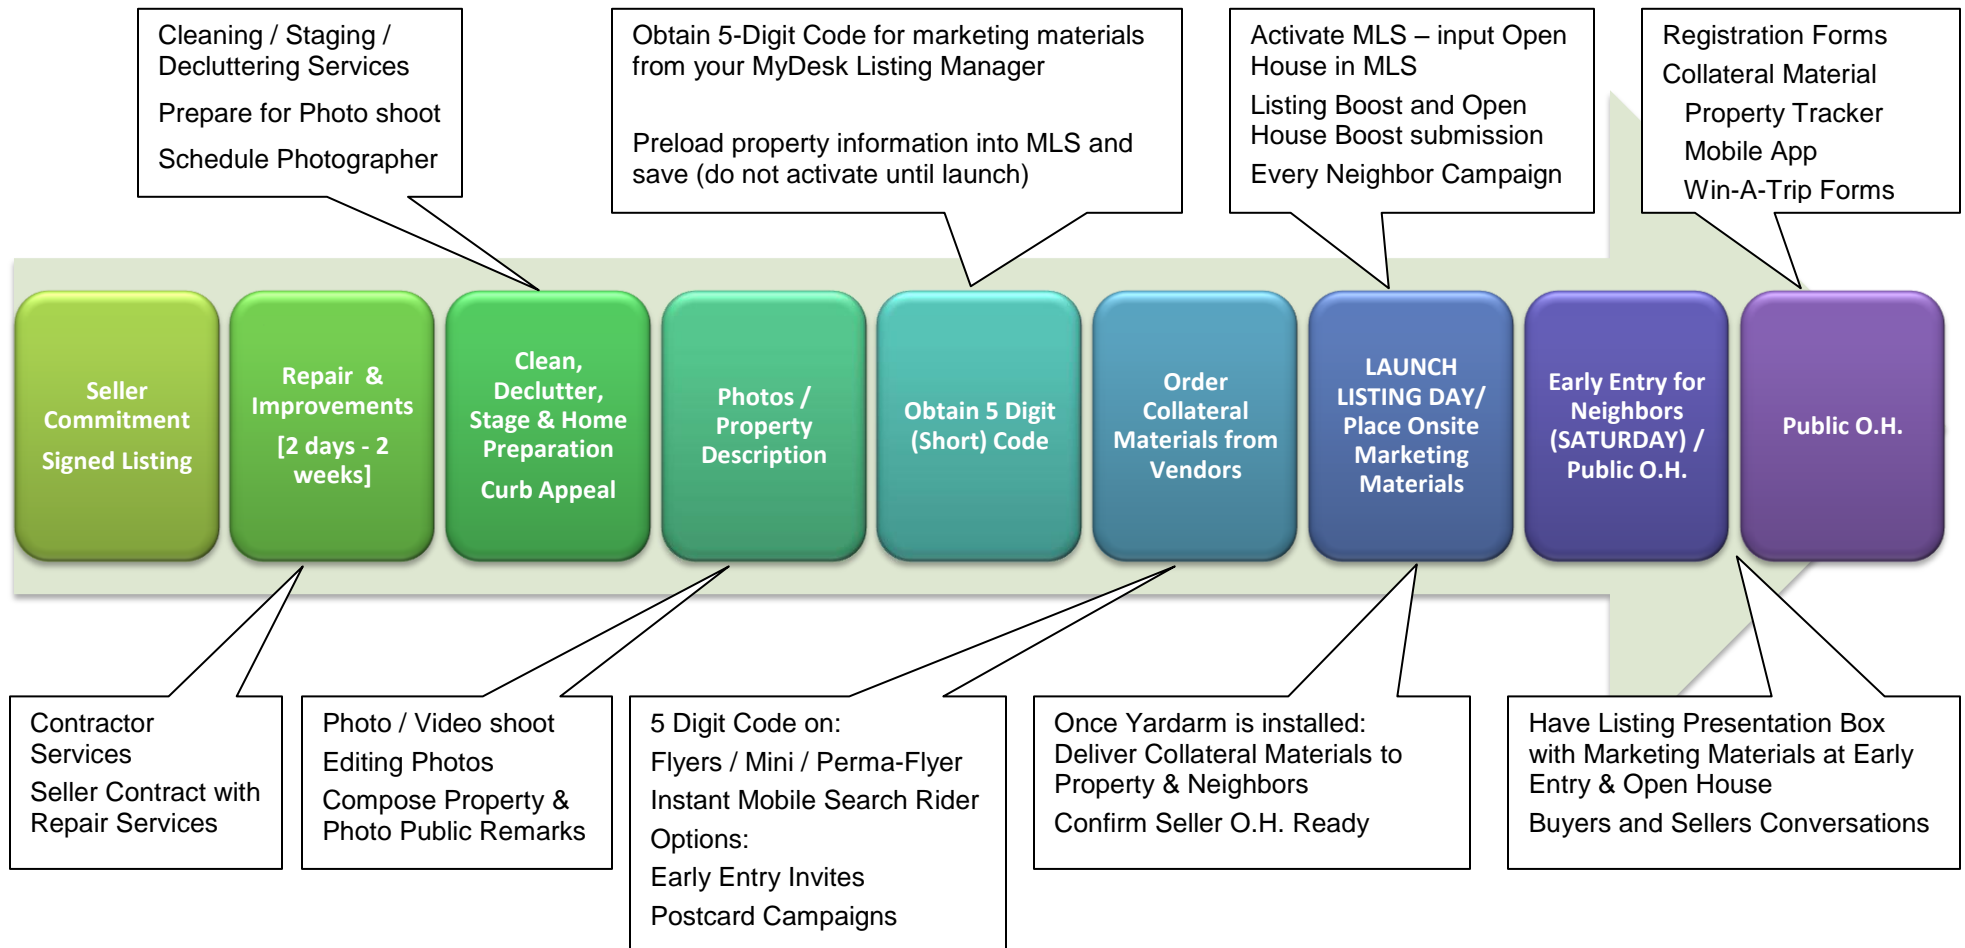 Cleaning / Staging /
Decluttering Services
Prepare for Photo shoot
Schedule Photographer
Obtain 5-Digit Code for marketing materials
from your MyDesk Listing Manager
Preload property information into MLS and
save (do not activate until launch)
Activate MLS – input Open
House in MLS
Listing Boost and Open
House Boost submission
Every Neighbor Campaign
Registration Forms
Collateral Material
Property Tracker
Mobile App
Win-A-Trip Forms
Seller
Commitment
Signed Listing
Repair &
Improvements
[2 days - 2
weeks]
Clean,
Declutter,
Stage & Home
Preparation
Curb Appeal
Photos /
Property
Description
Obtain 5 Digit
(Short) Code
Order
Collateral
Materials from
Vendors
LAUNCH
LISTING DAY/
Place Onsite
Marketing
Materials
Early Entry for
Neighbors
(SATURDAY) /
Public O.H.
Public O.H.
Contractor
Services
Seller Contract with
Repair Services
Photo / Video shoot
Editing Photos
Compose Property &
Photo Public Remarks
5 Digit Code on:
Flyers / Mini / Perma-Flyer
Instant Mobile Search Rider
Options:
Early Entry Invites
Postcard Campaigns
Once Yardarm is installed:
Deliver Collateral Materials to
Property & Neighbors
Confirm Seller O.H. Ready
Have Listing Presentation Box
with Marketing Materials at Early
Entry & Open House
Buyers and Sellers Conversations